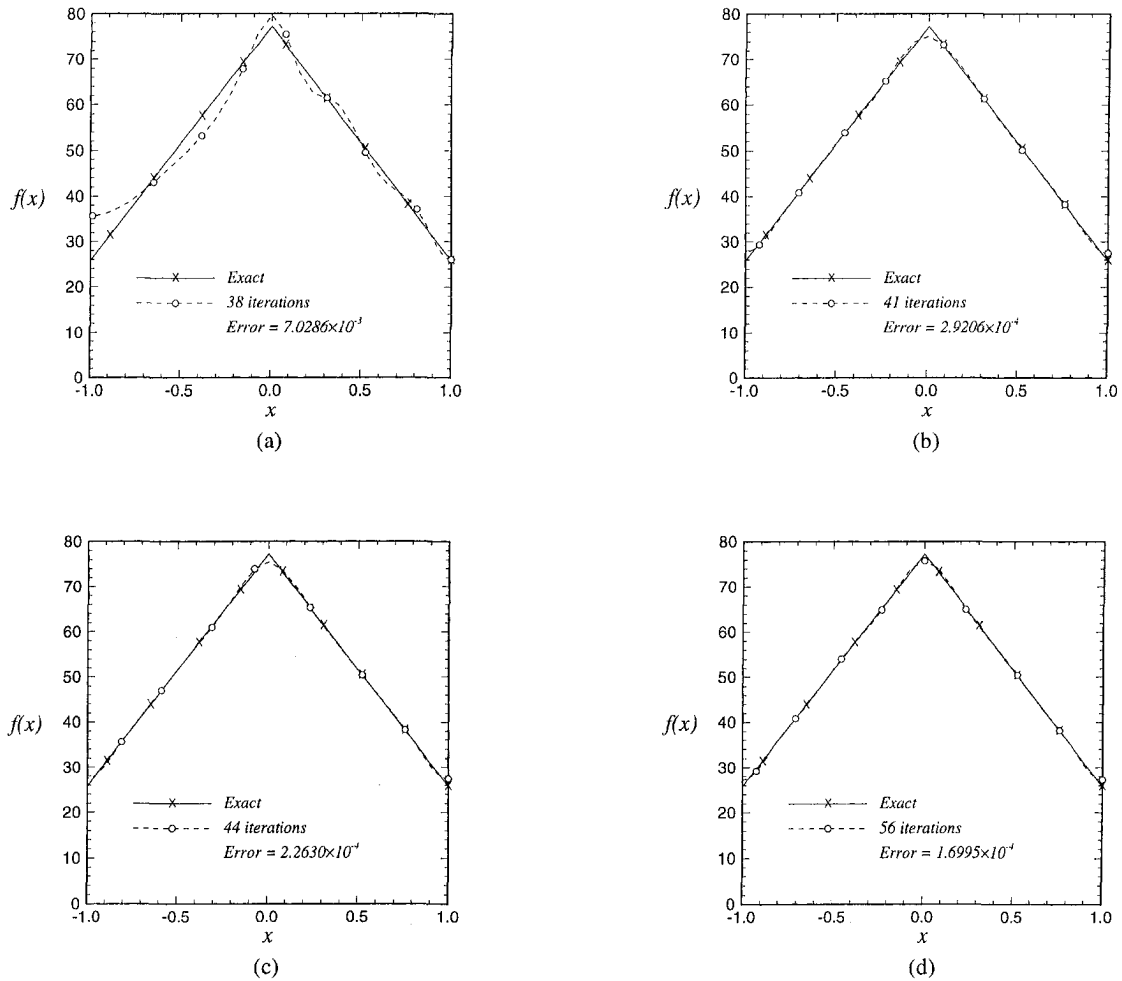 80
70
60
50
f(x)
40
30
20
10
0
Exact
38 iterations
Error = 7.0286×10⁻³
-1.0 -0.5 0.0 0.5 1.0
x
(a)
80
70
60
50
f(x)
40
30
20
10
0
Exact
41 iterations
Error = 2.9206×10⁻⁴
-1.0 -0.5 0.0 0.5 1.0
x
(b)
80
70
60
50
f(x)
40
30
20
10
0
Exact
44 iterations
Error = 2.2630×10⁻⁴
-1.0 -0.5 0.0 0.5 1.0
x
(c)
80
70
60
50
f(x)
40
30
20
10
0
Exact
56 iterations
Error = 1.6995×10⁻⁴
-1.0 -0.5 0.0 0.5 1.0
x
(d)